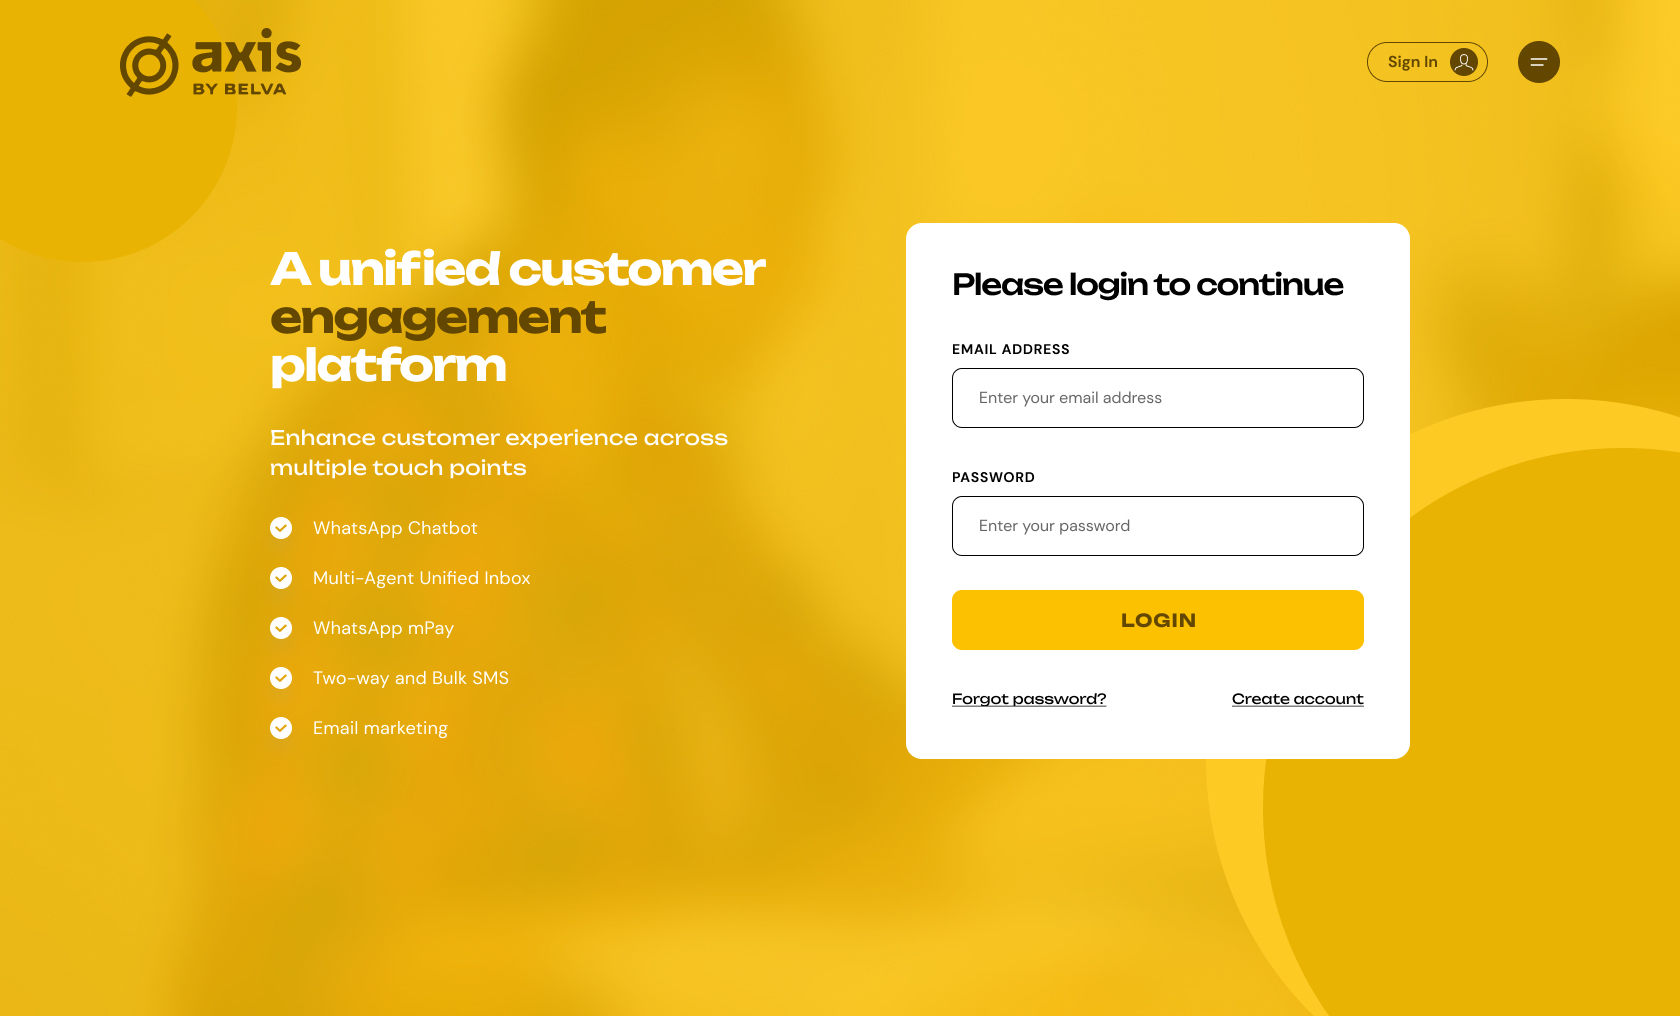 axis
BY BELVA
Sign In
A unified customer
engagement
platform
Enhance customer experience across
multiple touch points
WhatsApp Chatbot
Multi-Agent Unified Inbox
WhatsApp mPay
Two-way and Bulk SMS
Email marketing
Please login to continue
EMAIL ADDRESS
Enter your email address
PASSWORD
Enter your password
LOGIN
Forgot password?
Create account